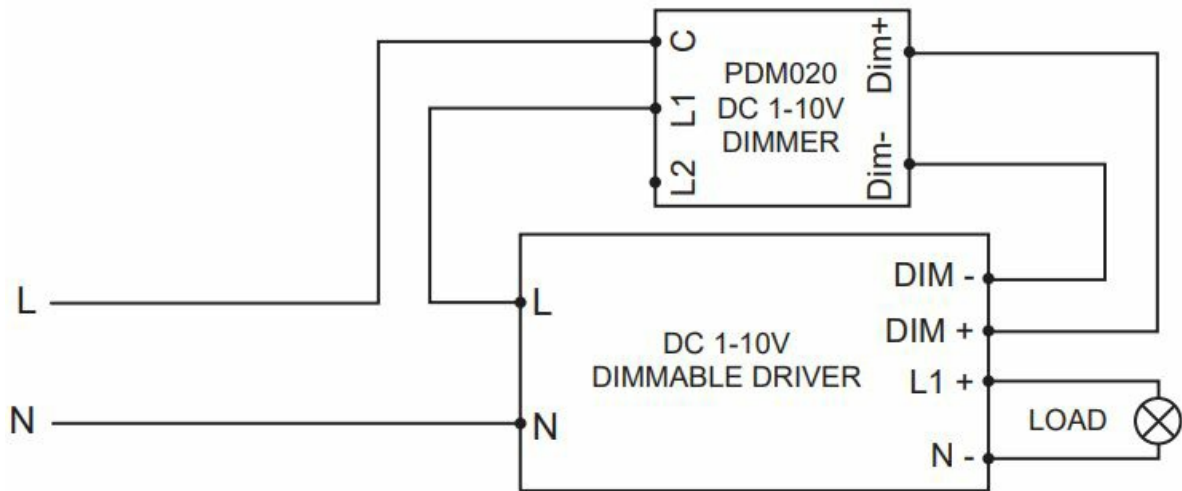 C
L1
L2
PDM020
DC 1-10V
DIMMER
Dim+
Dim-
L
N
L
N
DC 1-10V
DIMMABLE DRIVER
DIM -
DIM +
L1 +
N -
LOAD